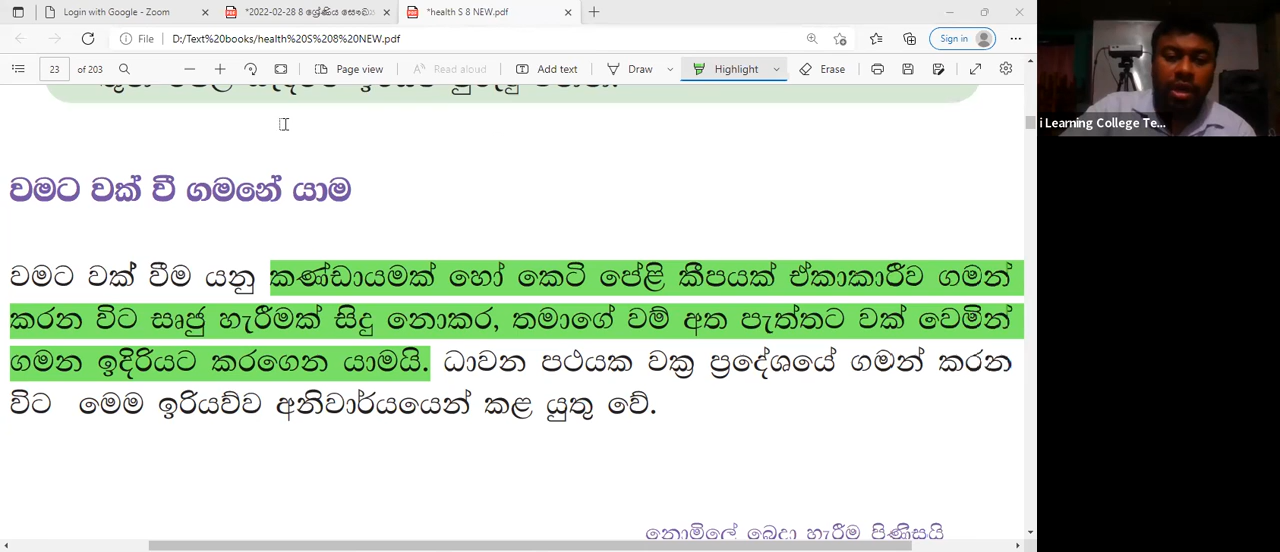 Login with Google - Zoom
*2022-02-28 8 ශ්‍රේණිය සෞඛ්‍ය
*health S 8 NEW.pdf
File D:/Text%20books/health%20S%208%20NEW.pdf
Sign in
23 of 203
Page view
Read aloud
Add text
Draw
Highlight
Erase
i Learning College Te...
වමට වක් වී ගමනේ යාම
වමට වක් වීම යනු කණ්ඩායමක් හෝ කෙටි පේළි කීපයක් ඒකාකාරීව ගමන්
කරන විට සෘජු හැරීමක් සිදු නොකර, තමාගේ වම් අත පැත්තට වක් වෙමින්
ගමන ඉදිරියට කරගෙන යාමයි. ධාවන පථයක වක්‍ර ප්‍රදේශයේ ගමන් කරන
විට මෙම ඉරියව්ව අනිවාර්යයෙන් කළ යුතු වේ.
නොමිලේ බෙදා හැරීම පිණිසයි